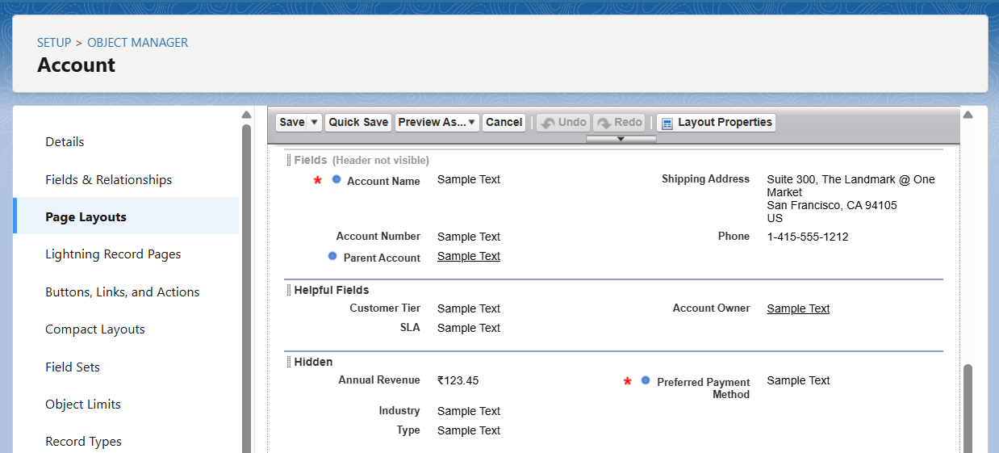 SETUP > OBJECT MANAGER
Account
Details
Fields & Relationships
Page Layouts
Lightning Record Pages
Buttons, Links, and Actions
Compact Layouts
Field Sets
Object Limits
Record Types
Save Quick Save Preview As... Cancel Undo Redo Layout Properties
Fields (Header not visible)
* Account Name Sample Text
Shipping Address Suite 300, The Landmark @ One
Market
San Francisco, CA 94105
US
Account Number Sample Text
Phone 1-415-555-1212
Parent Account Sample Text
Helpful Fields
Customer Tier Sample Text
Account Owner Sample Text
SLA Sample Text
Hidden
Annual Revenue ₹123.45
* Preferred Payment Sample Text
Method
Industry Sample Text
Type Sample Text